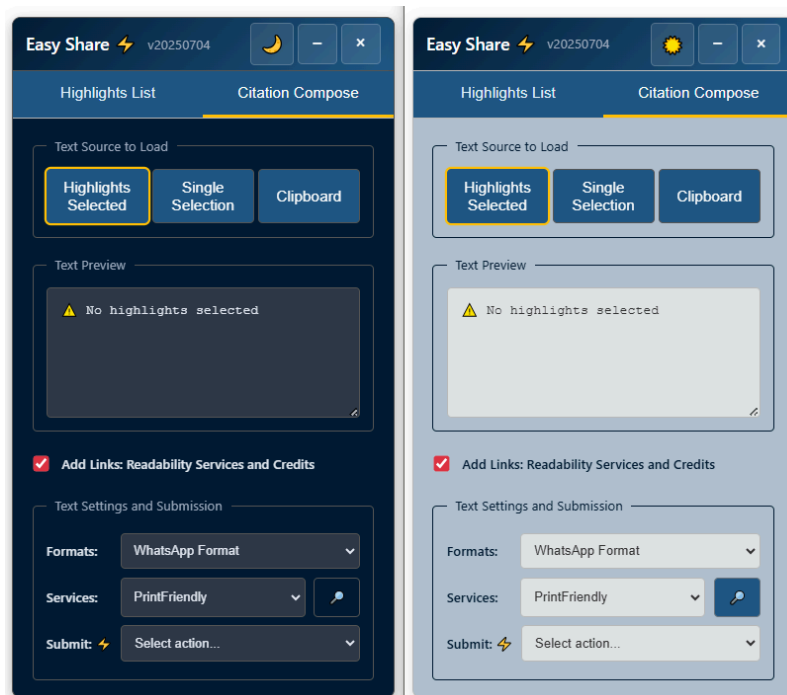 Easy Share ⚡ v20250704 – ×
Highlights List Citation Compose
Text Source to Load
Highlights Selected
Single Selection
Clipboard
Text Preview
⚠ No highlights selected
Add Links: Readability Services and Credits
Text Settings and Submission
Formats: WhatsApp Format
Services: PrintFriendly
Submit: ⚡ Select action...
Easy Share ⚡ v20250704 – ×
Highlights List Citation Compose
Text Source to Load
Highlights Selected
Single Selection
Clipboard
Text Preview
⚠ No highlights selected
Add Links: Readability Services and Credits
Text Settings and Submission
Formats: WhatsApp Format
Services: PrintFriendly
Submit: ⚡ Select action...